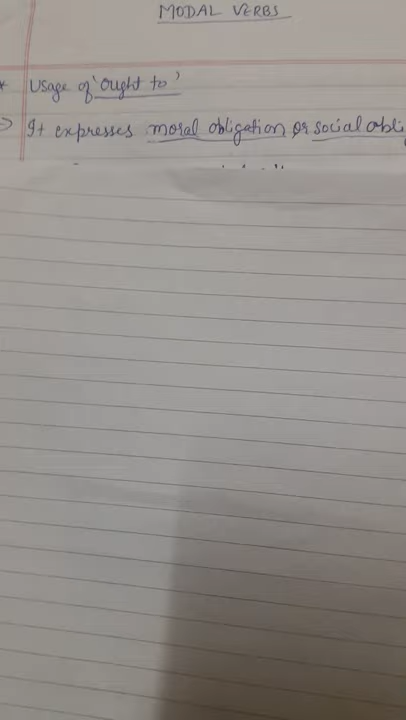 MODAL VERBS
* Usage of 'ought to'
It expresses moral obligation or social obli